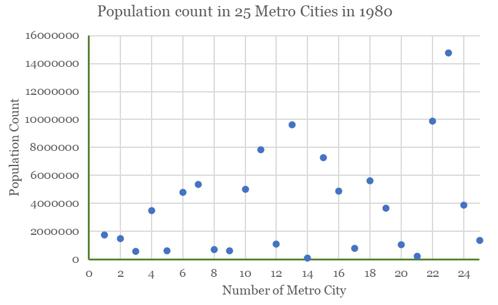 Population count in 25 Metro Cities in 1980
16000000
14000000
12000000
10000000
8000000
6000000
4000000
2000000
0
Population Count
0 2 4 6 8 10 12 14 16 18 20 22 24
Number of Metro City